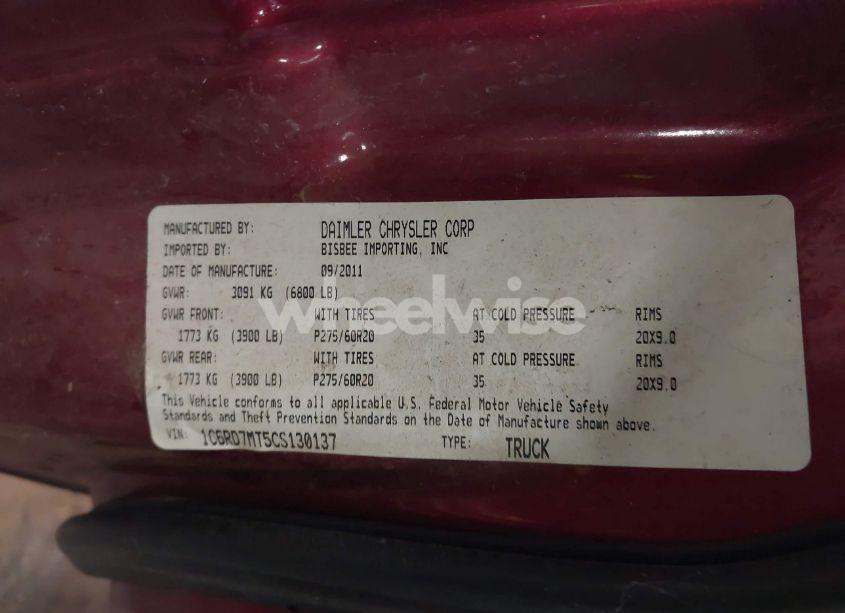 MANUFACTURED BY: DAIMLER CHRYSLER CORP
IMPORTED BY: BISBEE IMPORTING, INC
DATE OF MANUFACTURE: 09/2011
GVWR: 3091 KG (6800 LB)
GVWR FRONT: WITH TIRES AT COLD PRESSURE RIMS
1773 KG (3900 LB) P275/60R20 35 20X9.0
GVWR REAR: WITH TIRES AT COLD PRESSURE RIMS
1773 KG (3900 LB) P275/60R20 35 20X9.0
This Vehicle conforms to all applicable U.S. Federal Motor Vehicle Safety
Standards and Theft Prevention Standards on the Date of Manufacture shown above.
VIN: 1C6RD7MT5CS130137 TYPE: TRUCK
wheelwise